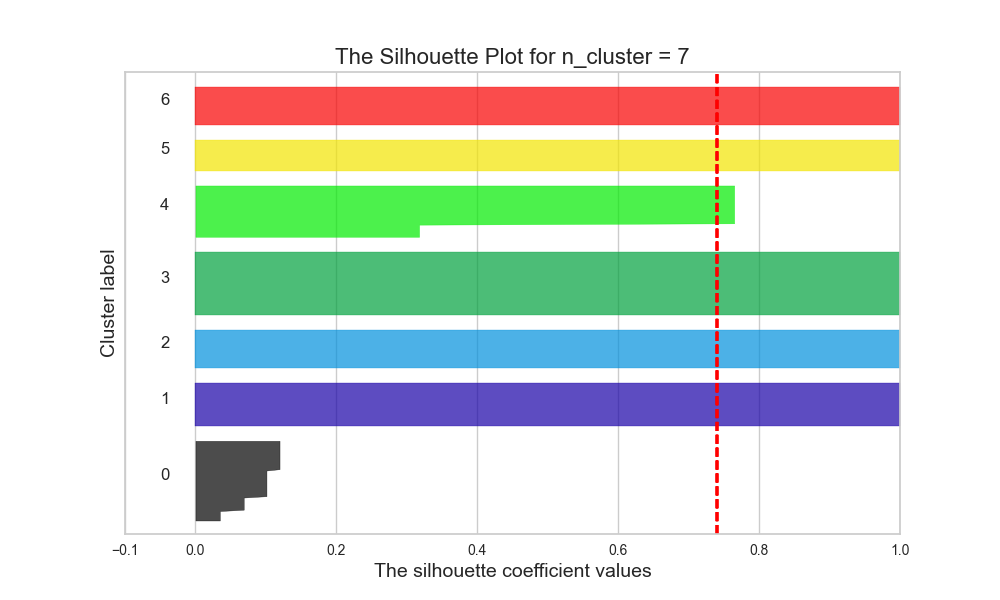 The Silhouette Plot for n_cluster = 7
6
5
4
3
2
1
0
Cluster label
−0.1 0.0 0.2 0.4 0.6 0.8 1.0
The silhouette coefficient values